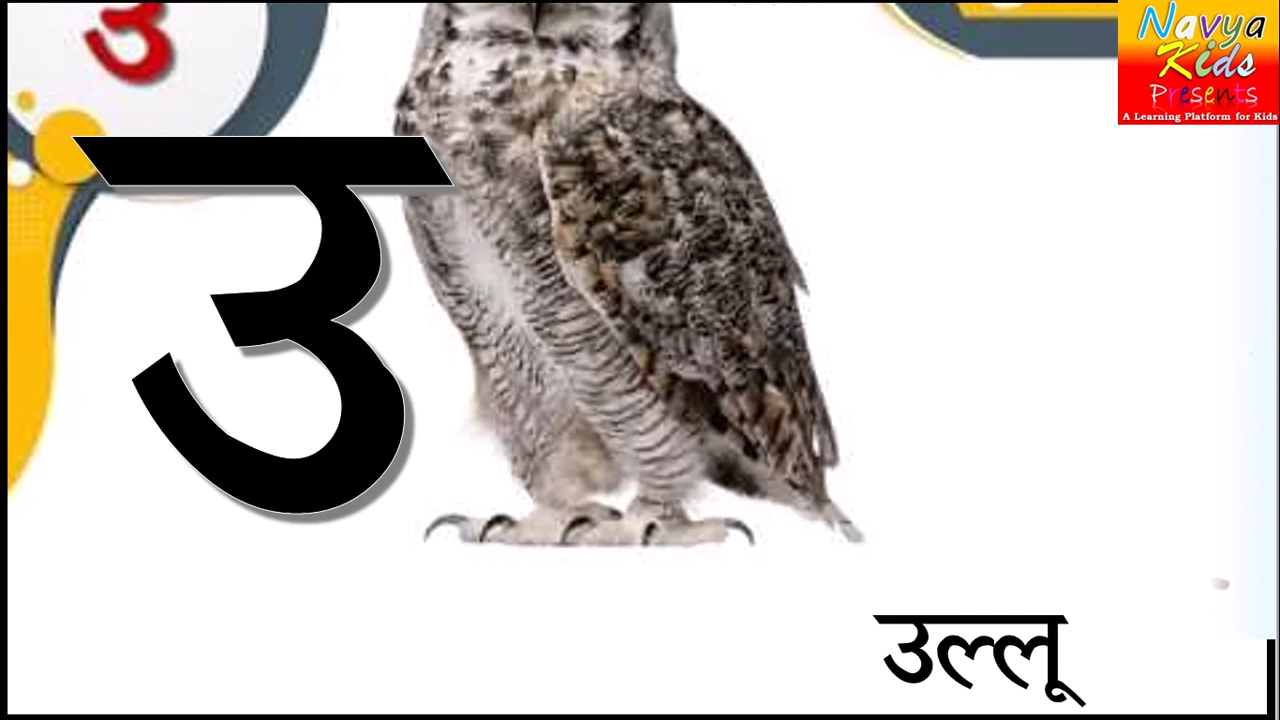 उ
Navya
Kids
Presents
A Learning Platform for Kids
उ
उल्लू